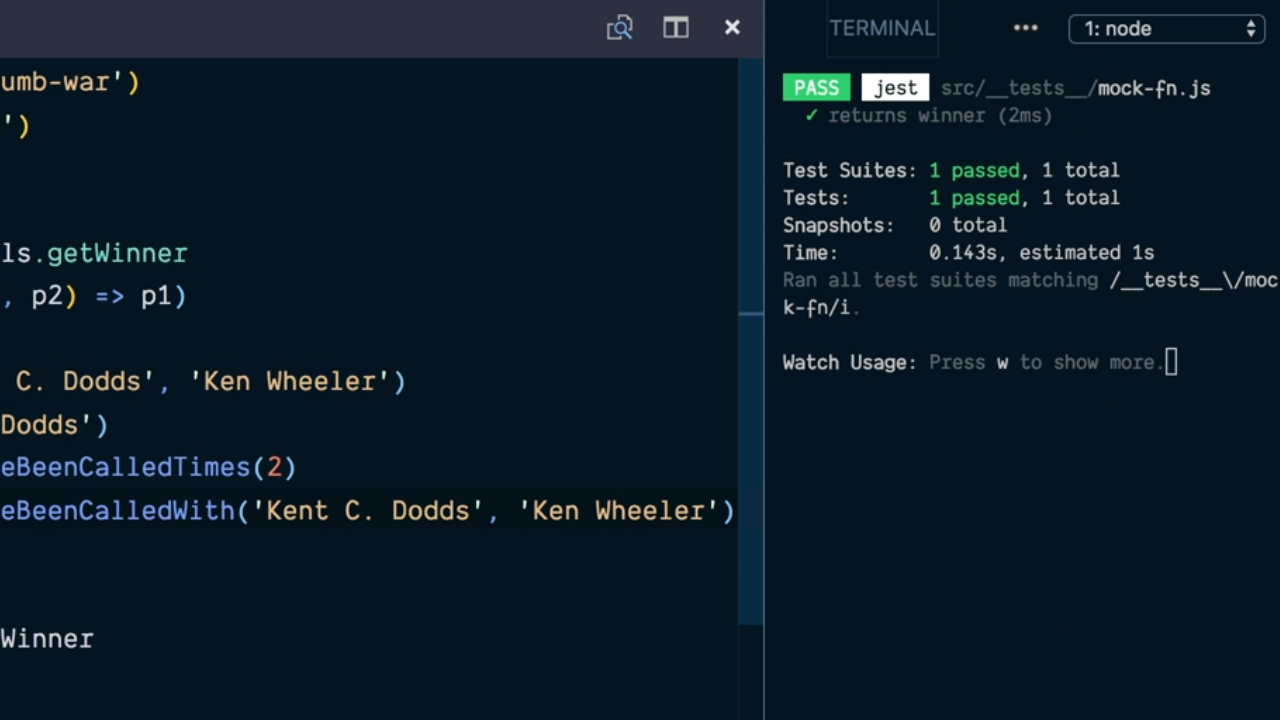 umb-war')
')
ls.getWinner
, p2) => p1)
C. Dodds', 'Ken Wheeler')
Dodds')
eBeenCalledTimes(2)
eBeenCalledWith('Kent C. Dodds', 'Ken Wheeler')
Winner
TERMINAL ••• 1: node
PASS jest src/__tests__/mock-fn.js
✓ returns winner (2ms)
Test Suites: 1 passed, 1 total
Tests: 1 passed, 1 total
Snapshots: 0 total
Time: 0.143s, estimated 1s
Ran all test suites matching /__tests__\/moc
k-fn/i.
Watch Usage: Press w to show more.